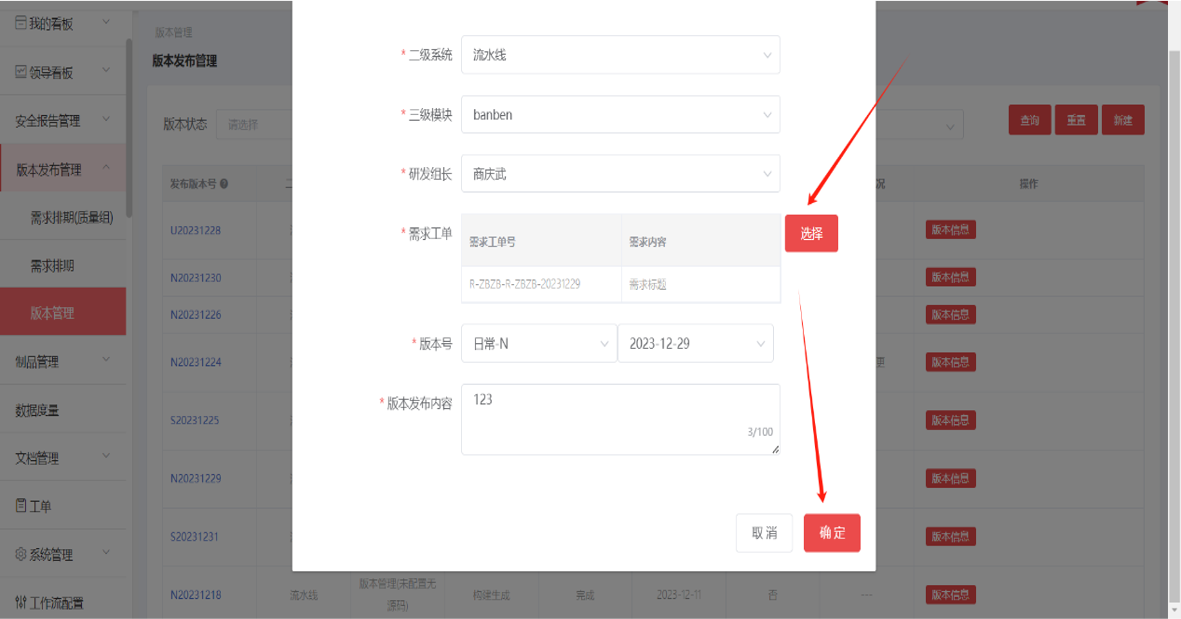 我的看板
领导看板
安全报告管理
版本发布管理
需求排期(质量组)
需求排期
版本管理
制品管理
数据度量
文档管理
工单
系统管理
工作流配置
版本管理
版本发布管理
版本状态 请选择
查询 重置 新建
发布版本号 二 况 操作
U20231228 版本信息
N20231230 版本信息
N20231226 版本信息
N20231224 更 版本信息
S20231225 版本信息
N20231229 版本信息
S20231231 版本信息
N20231218 流水线 版本管理(未配置无源码) 构建生成 完成 2023-12-11 否 --- 版本信息
* 二级系统 流水线
* 三级模块 banben
* 研发组长 商庆武
* 需求工单 需求工单号 需求内容 选择
R-ZBZB-R-ZBZB-20231229 需求标题
* 版本号 日常-N 2023-12-29
* 版本发布内容 123
3/100
取消 确定